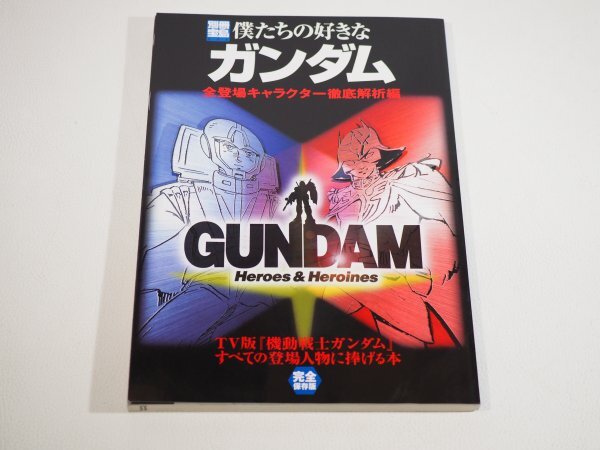 別冊宝島
僕たちの好きな
ガンダム
全登場キャラクター徹底解析編
GUNDAM
Heroes & Heroines
TV版『機動戦士ガンダム』
すべての登場人物に捧げる本
完全
保存版